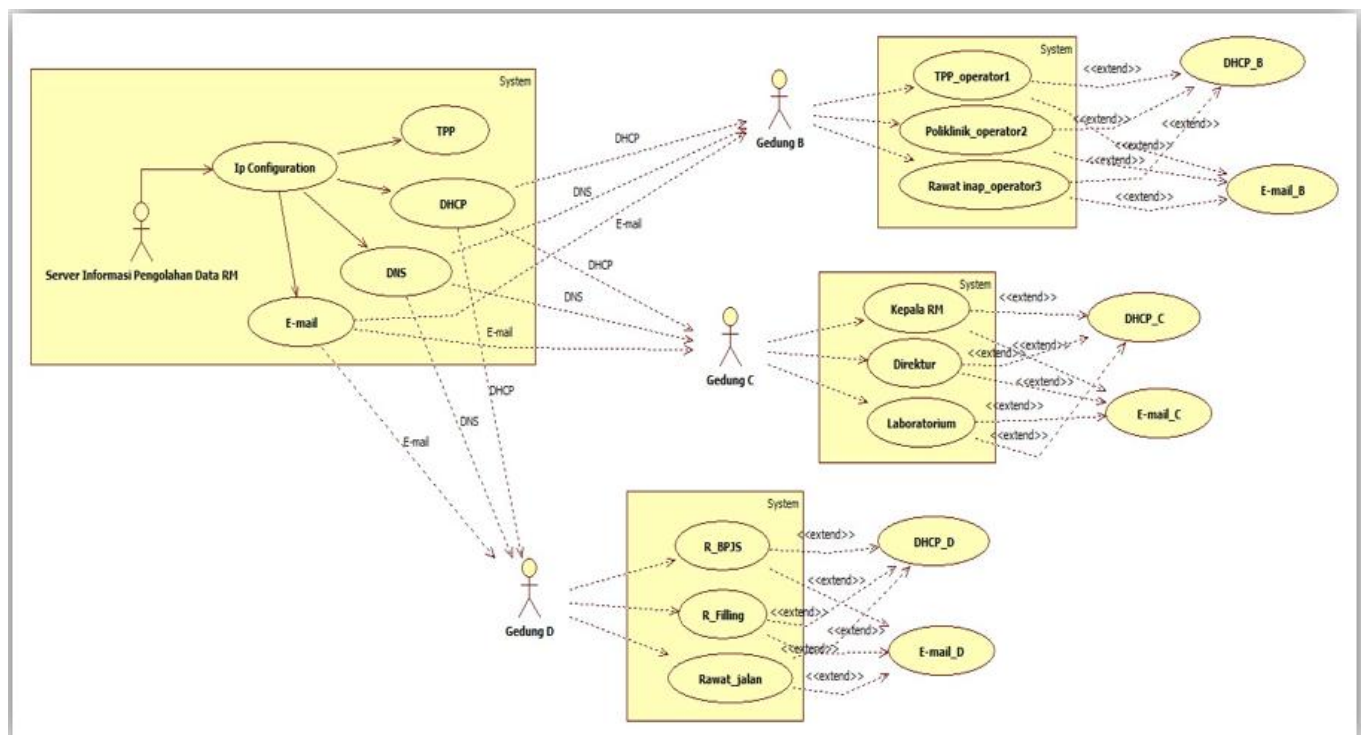 System
TPP
Ip Configuration
DHCP
DNS
E-mail
Server Informasi Pengolahan Data RM
DHCP
DNS
E-mail
DHCP
DNS
E-mail
DHCP
DNS
E-mail
Gedung B
System
TPP_operator1
Poliklinik_operator2
Rawat inap_operator3
<<extend>>
<<extend>>
<<extend>>
<<extend>>
<<extend>>
<<extend>>
DHCP_B
E-mail_B
Gedung C
System
Kepala RM
Direktur
Laboratorium
<<extend>>
<<extend>>
<<extend>>
<<extend>>
<<extend>>
DHCP_C
E-mail_C
Gedung D
System
R_BPJS
R_Filling
Rawat_jalan
<<extend>>
<<extend>>
<<extend>>
<<extend>>
<<extend>>
<<extend>>
DHCP_D
E-mail_D